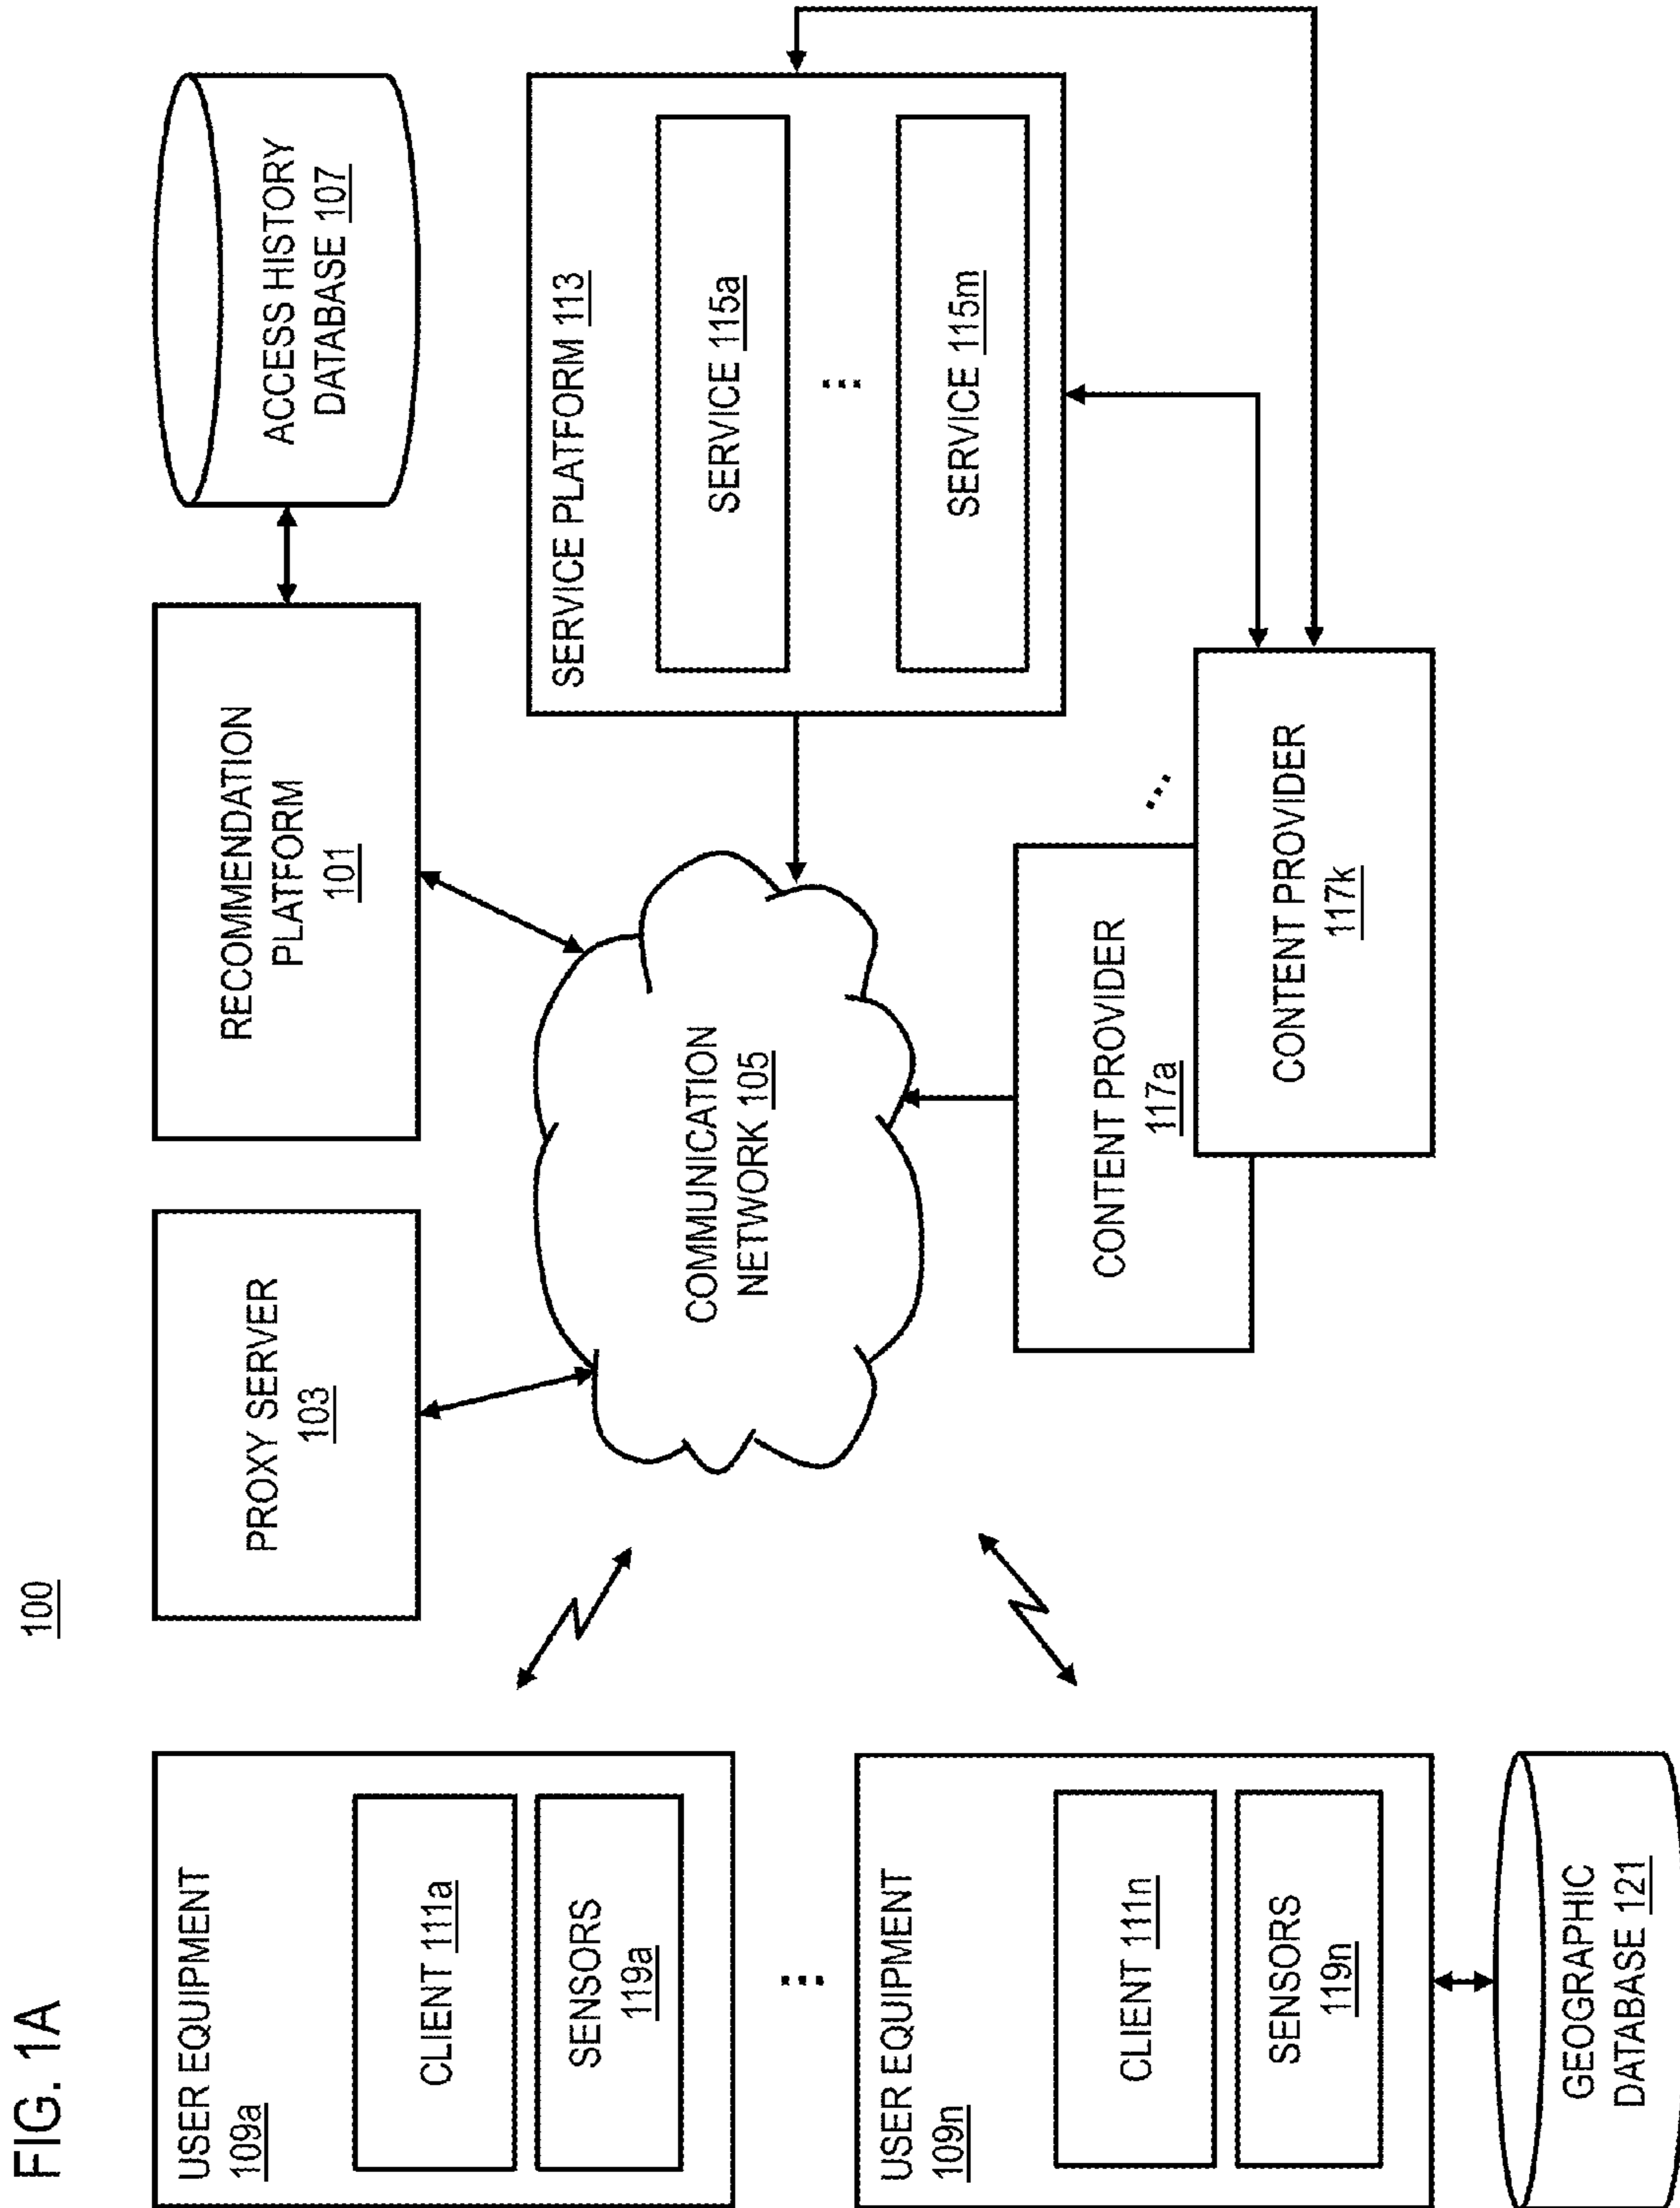 FIG. 1A
100
USER EQUIPMENT
109a
CLIENT 111a
SENSORS
119a
...
USER EQUIPMENT
109n
CLIENT 111n
SENSORS
119n
GEOGRAPHIC
DATABASE 121
PROXY SERVER
103
RECOMMENDATION
PLATFORM
101
ACCESS HISTORY
DATABASE 107
COMMUNICATION
NETWORK 105
SERVICE PLATFORM 113
SERVICE 115a
...
SERVICE 115m
CONTENT PROVIDER
117a
...
CONTENT PROVIDER
117k